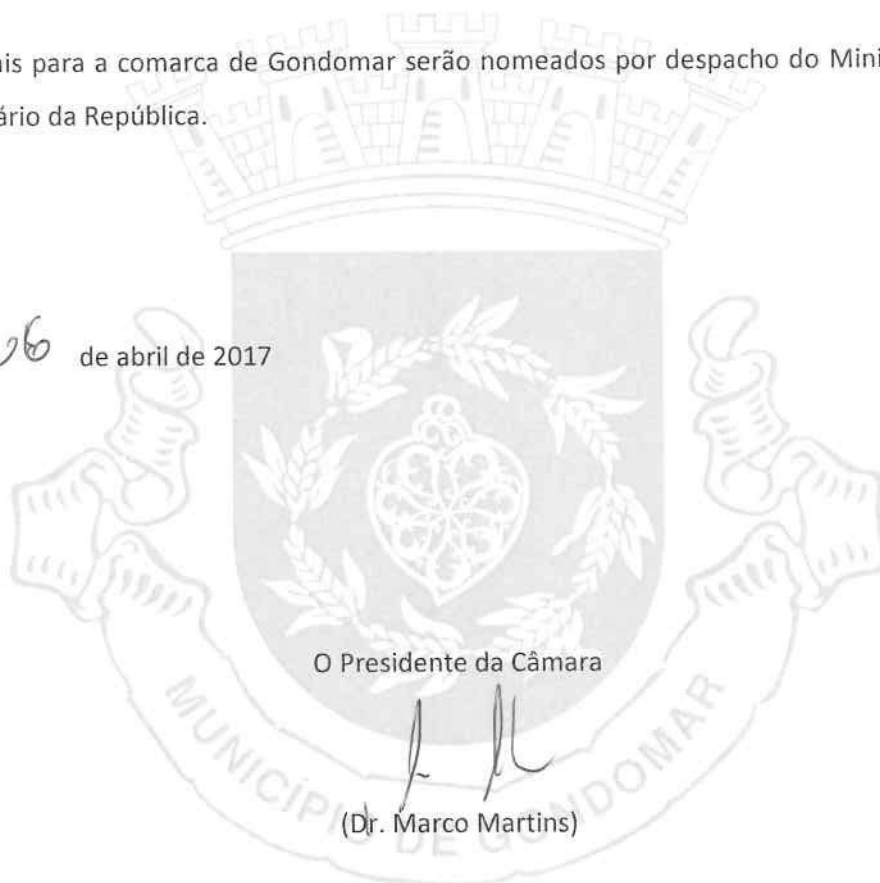 is para a comarca de Gondomar serão nomeados por despacho do Mini
ário da República.
06 de abril de 2017
O Presidente da Câmara
(Dr. Marco Martins)
MUNICÍPIO DE GONDOMAR